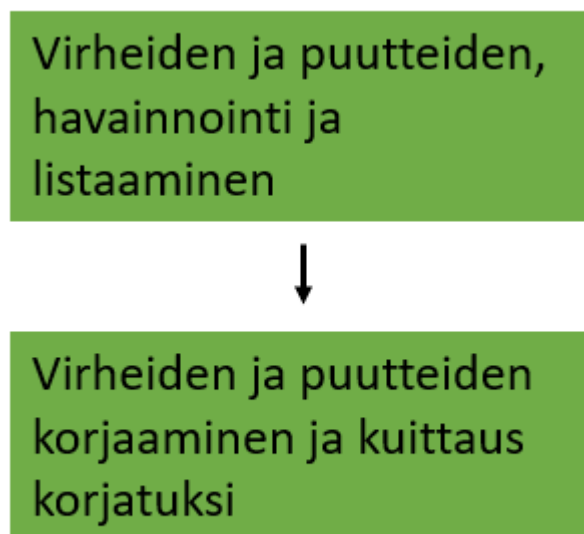 Virheiden ja puutteiden,
havainnointi ja
listaaminen
Virheiden ja puutteiden
korjaaminen ja kuittaus
korjatuksi